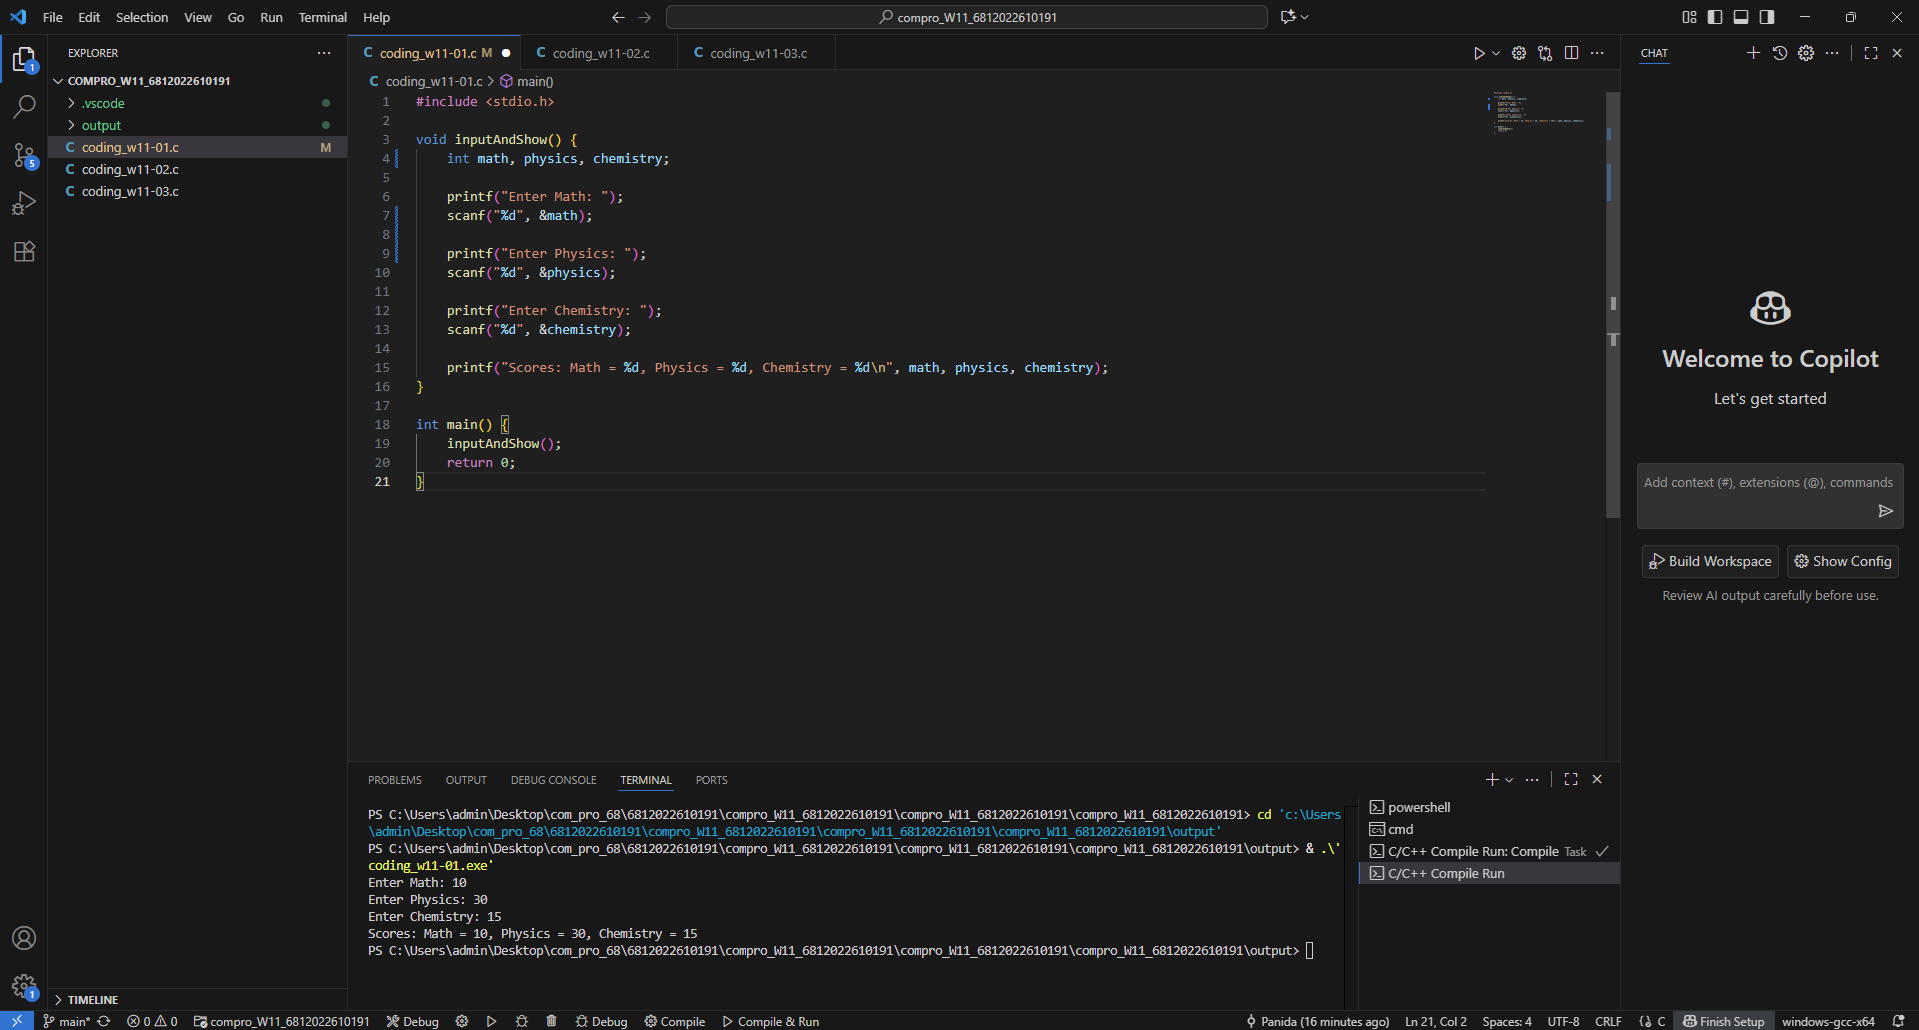 File Edit Selection View Go Run Terminal Help
compro_W11_6812022610191
EXPLORER
COMPRO_W11_6812022610191
.vscode
output
C coding_w11-01.c M
C coding_w11-02.c
C coding_w11-03.c
TIMELINE
1
5
1
C coding_w11-01.c M
C coding_w11-02.c
C coding_w11-03.c
C coding_w11-01.c > main()
1 #include <stdio.h>
2
3 void inputAndShow() {
4 int math, physics, chemistry;
5
6 printf("Enter Math: ");
7 scanf("%d", &math);
8
9 printf("Enter Physics: ");
10 scanf("%d", &physics);
11
12 printf("Enter Chemistry: ");
13 scanf("%d", &chemistry);
14
15 printf("Scores: Math = %d, Physics = %d, Chemistry = %d\n", math, physics, chemistry);
16 }
17
18 int main() {
19 inputAndShow();
20 return 0;
21 }
PROBLEMS OUTPUT DEBUG CONSOLE TERMINAL PORTS
PS C:\Users\admin\Desktop\com_pro_68\6812022610191\compro_W11_6812022610191\compro_W11_6812022610191\compro_W11_6812022610191> cd 'c:\Users
\admin\Desktop\com_pro_68\6812022610191\compro_W11_6812022610191\compro_W11_6812022610191\compro_W11_6812022610191\output'
PS C:\Users\admin\Desktop\com_pro_68\6812022610191\compro_W11_6812022610191\compro_W11_6812022610191\compro_W11_6812022610191\output> & .\'
coding_w11-01.exe'
Enter Math: 10
Enter Physics: 30
Enter Chemistry: 15
Scores: Math = 10, Physics = 30, Chemistry = 15
PS C:\Users\admin\Desktop\com_pro_68\6812022610191\compro_W11_6812022610191\compro_W11_6812022610191\compro_W11_6812022610191\output>
powershell
cmd
C/C++ Compile Run: Compile Task
C/C++ Compile Run
CHAT
Welcome to Copilot
Let's get started
Add context (#), extensions (@), commands
Build Workspace
Show Config
Review AI output carefully before use.
main* 0 0 compro_W11_6812022610191 Debug Debug Compile Compile & Run
Panida (16 minutes ago) Ln 21, Col 2 Spaces: 4 UTF-8 CRLF C Finish Setup windows-gcc-x64